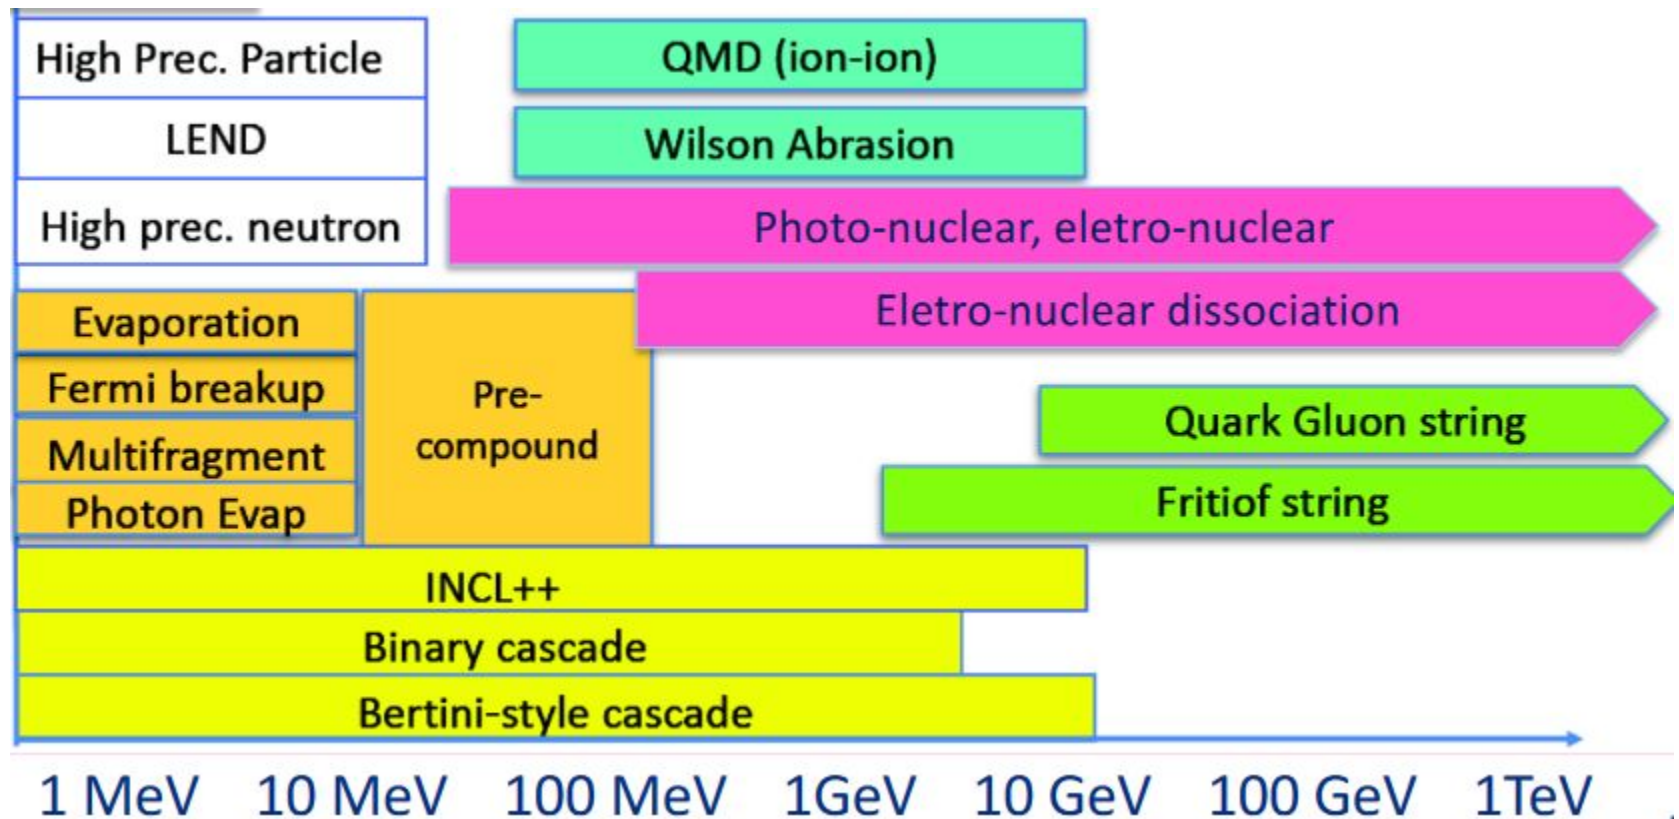 High Prec. Particle
QMD (ion-ion)
LEND
Wilson Abrasion
High prec. neutron
Photo-nuclear, eletro-nuclear
Eletro-nuclear dissociation
Evaporation
Fermi breakup
Pre-
compound
Multifragment
Photon Evap
Quark Gluon string
Fritiof string
INCL++
Binary cascade
Bertini-style cascade
1 MeV 10 MeV 100 MeV 1GeV 10 GeV 100 GeV 1TeV